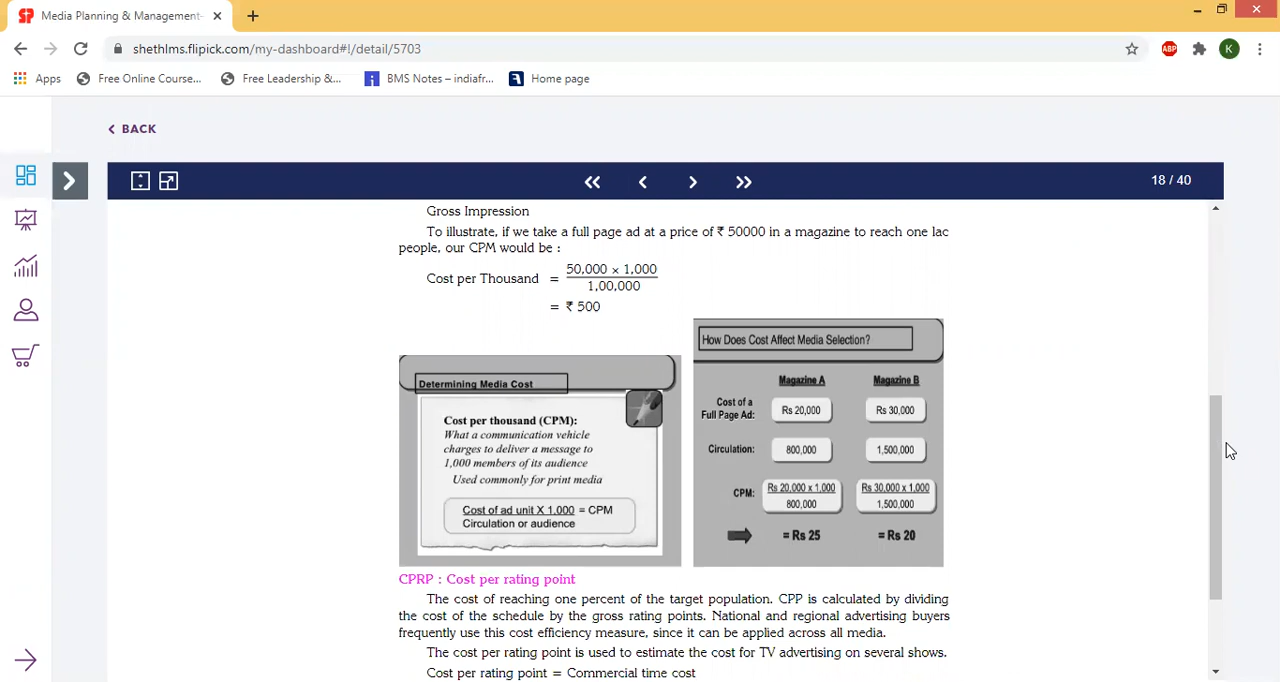 Media Planning & Management-
shethlms.flipick.com/my-dashboard#!/detail/5703
ABP
K
Apps
Free Online Course...
Free Leadership &...
BMS Notes – indiafr...
Home page
BACK
18 / 40
Gross Impression
To illustrate, if we take a full page ad at a price of ₹ 50000 in a magazine to reach one lac
people, our CPM would be :
Cost per Thousand = 50,000 × 1,000
1,00,000
= ₹ 500
Determining Media Cost
Cost per thousand (CPM):
What a communication vehicle
charges to deliver a message to
1,000 members of its audience
Used commonly for print media
Cost of ad unit X 1,000 = CPM
Circulation or audience
How Does Cost Affect Media Selection?
Magazine A Magazine B
Cost of a
Full Page Ad: Rs 20,000 Rs 30,000
Circulation: 800,000 1,500,000
CPM: Rs 20,000 x 1,000 Rs 30,000 x 1,000
800,000 1,500,000
= Rs 25 = Rs 20
CPRP : Cost per rating point
The cost of reaching one percent of the target population. CPP is calculated by dividing
the cost of the schedule by the gross rating points. National and regional advertising buyers
frequently use this cost efficiency measure, since it can be applied across all media.
The cost per rating point is used to estimate the cost for TV advertising on several shows.
Cost per rating point = Commercial time cost